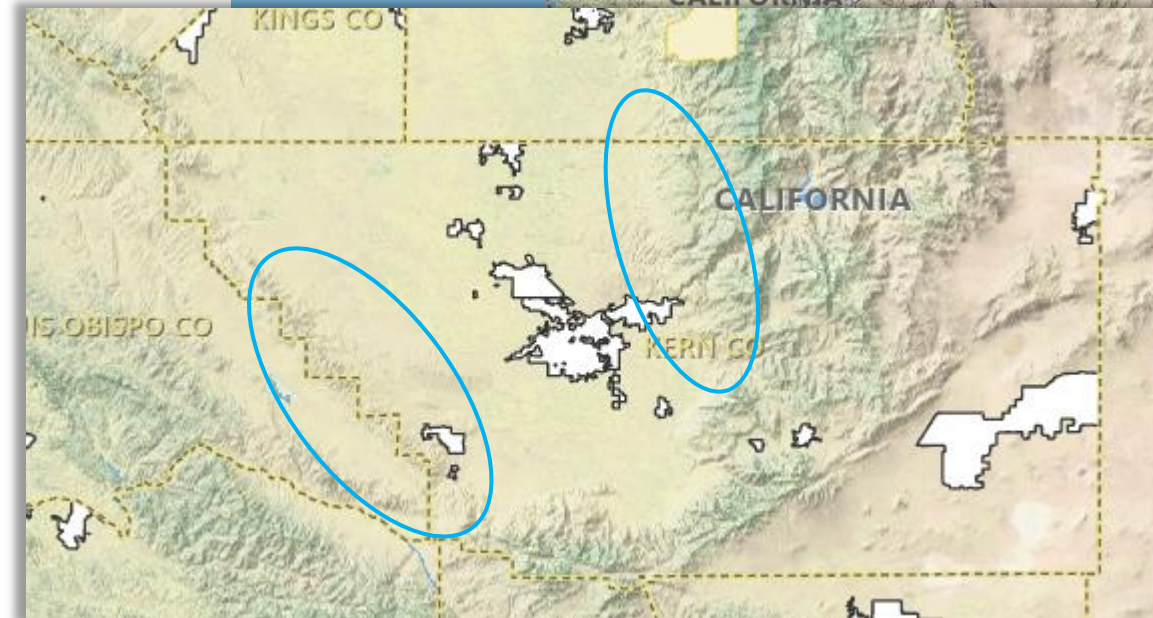 CALIFORNIA
KINGS CO
CALIFORNIA
IS OBISPO CO
KERN CO